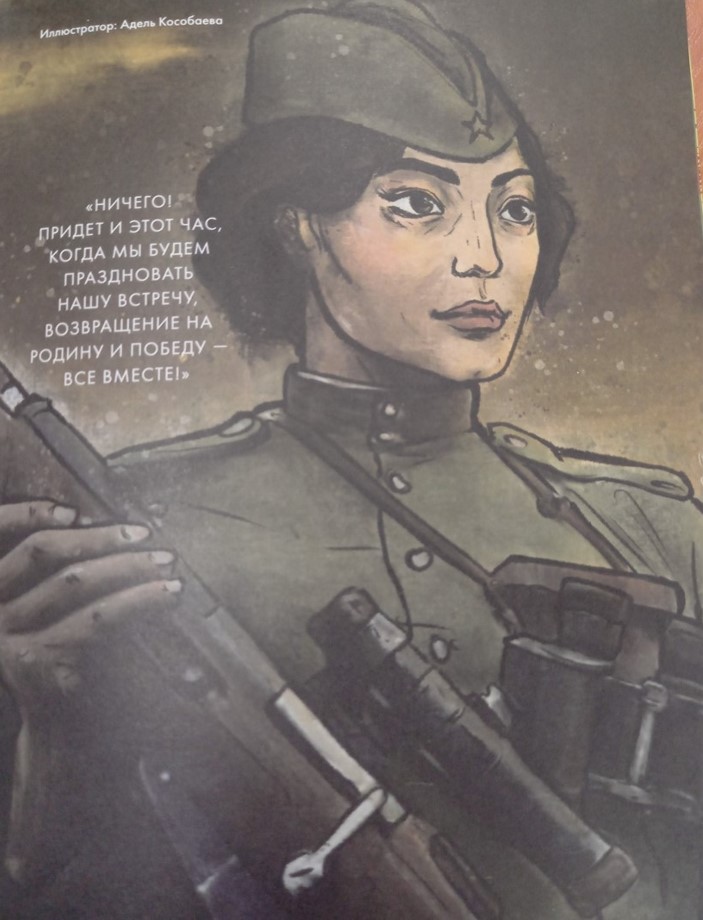 Иллюстратор: Адель Кособаева
«НИЧЕГО!
ПРИДЕТ И ЭТОТ ЧАС,
КОГДА МЫ БУДЕМ
ПРАЗДНОВАТЬ
НАШУ ВСТРЕЧУ,
ВОЗВРАЩЕНИЕ НА
РОДИНУ И ПОБЕДУ —
ВСЕ ВМЕСТЕ!»